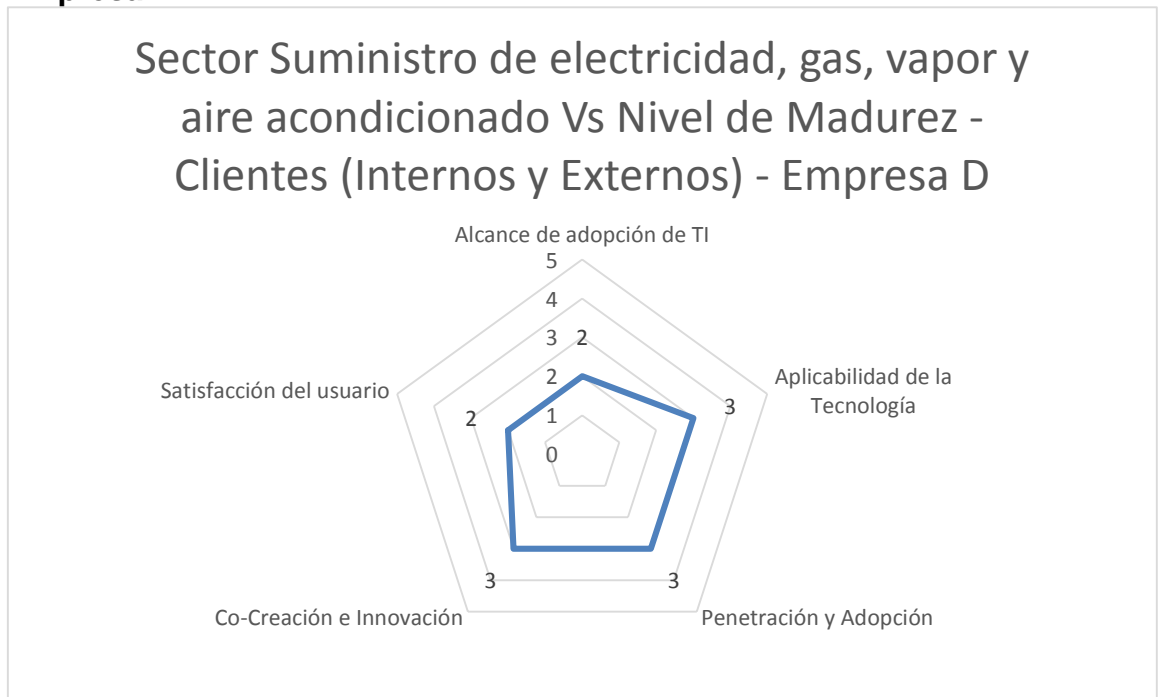 Sector Suministro de electricidad, gas, vapor y
aire acondicionado Vs Nivel de Madurez -
Clientes (Internos y Externos) - Empresa D
Alcance de adopción de TI
5
4
3
2
2
1
0
Aplicabilidad de la
Tecnología
3
Satisfacción del usuario
2
3
3
Co-Creación e Innovación
Penetración y Adopción